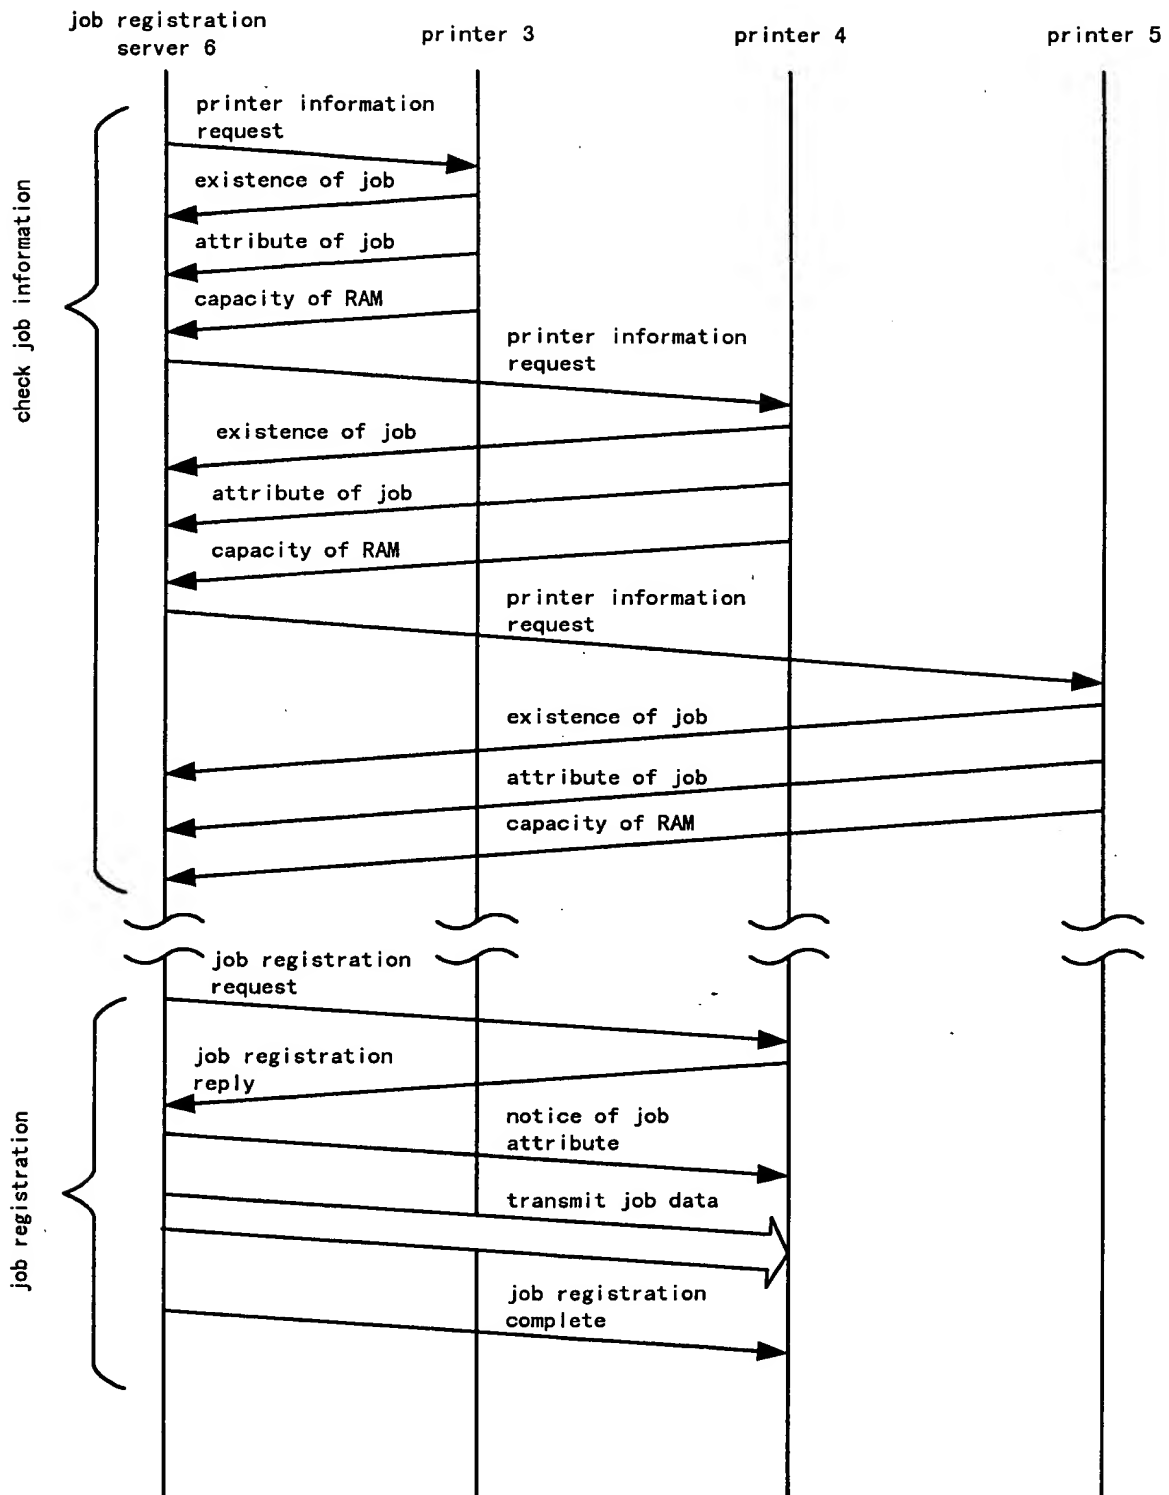 job registration
server 6
printer 3
printer 4
printer 5
check job information
printer information
request
existence of job
attribute of job
capacity of RAM
printer information
request
existence of job
attribute of job
capacity of RAM
printer information
request
existence of job
attribute of job
capacity of RAM
job registration
job registration
request
job registration
reply
notice of job
attribute
transmit job data
job registration
complete